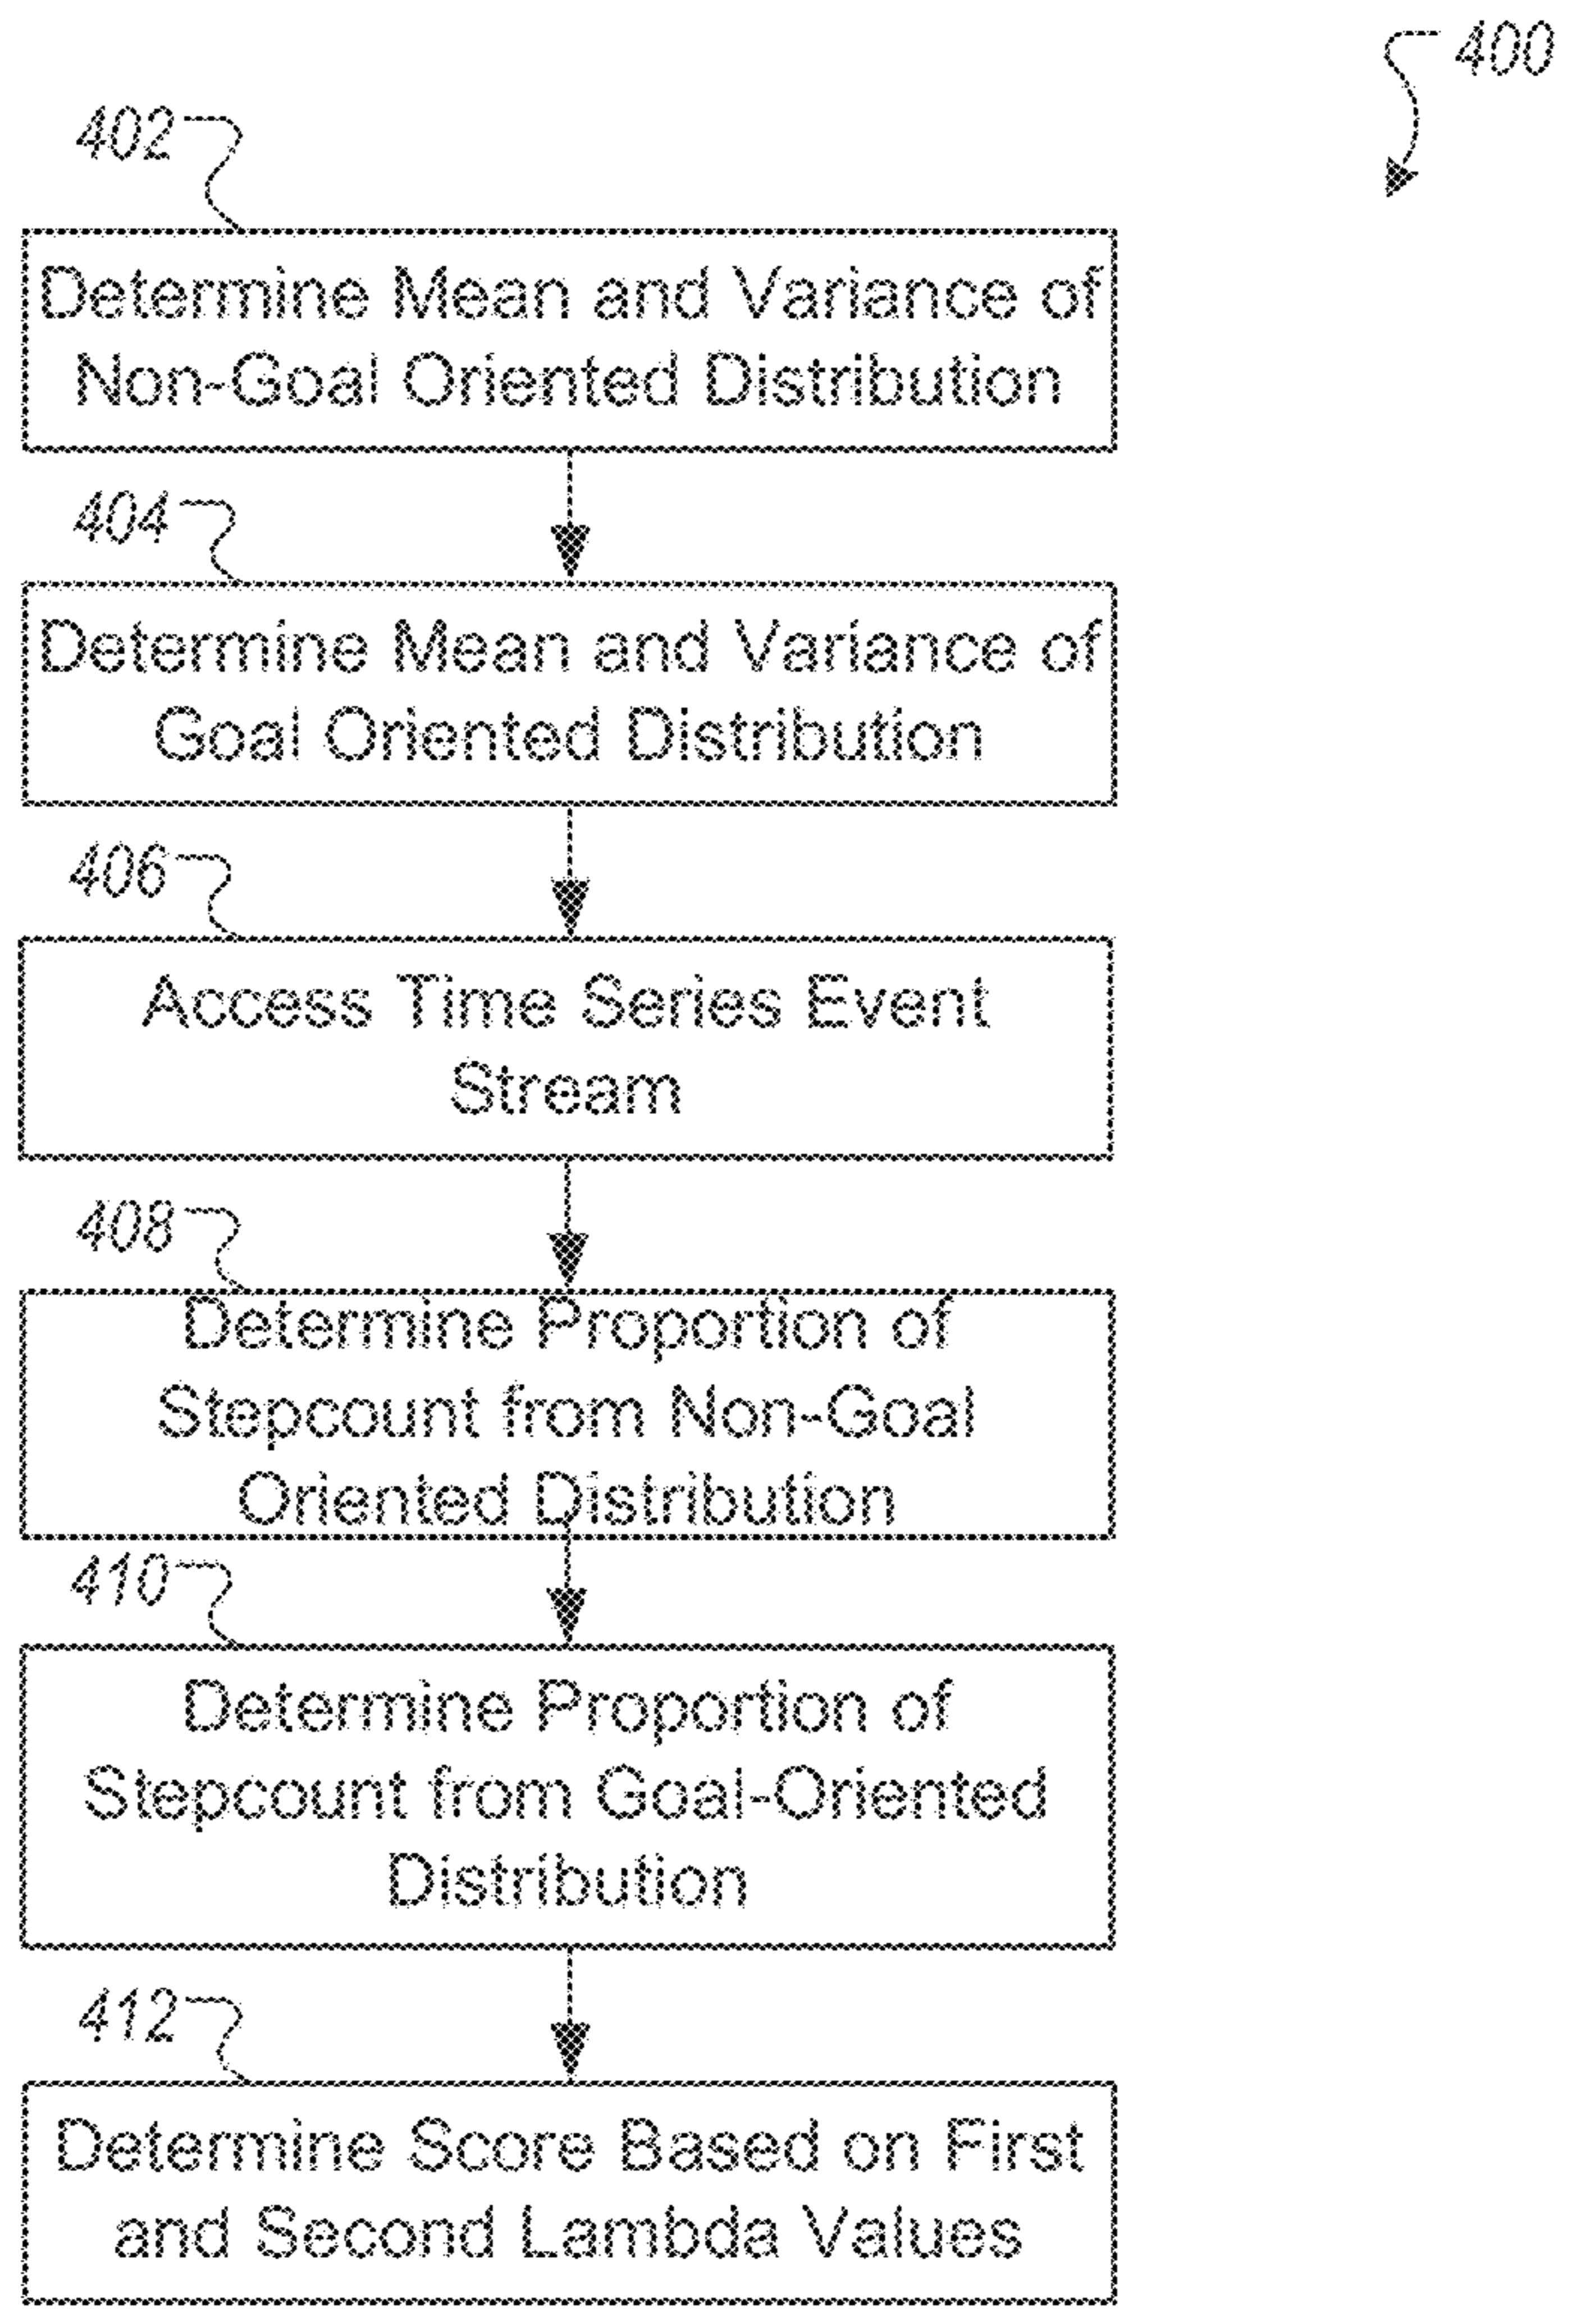 400
402
Determine Mean and Variance of
Non-Goal Oriented Distribution
404
Determine Mean and Variance of
Goal Oriented Distribution
406
Access Time Series Event
Stream
408
Determine Proportion of
Stepcount from Non-Goal
Oriented Distribution
410
Determine Proportion of
Stepcount from Goal-Oriented
Distribution
412
Determine Score Based on First
and Second Lambda Values